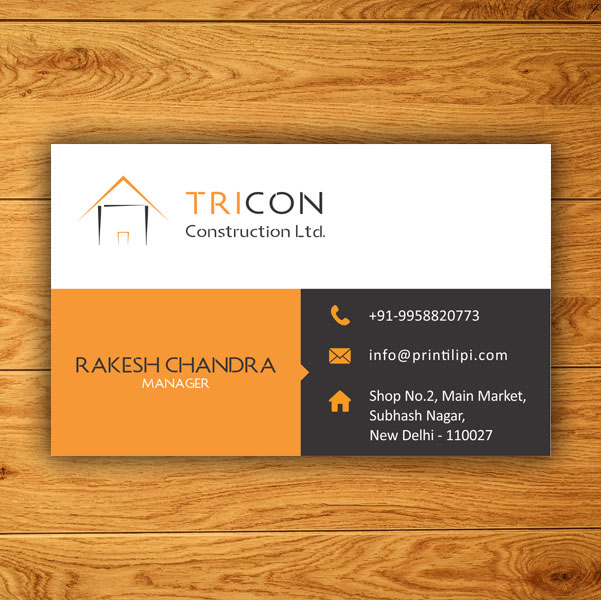 TRICON
Construction Ltd.
RAKESH CHANDRA
MANAGER
+91-9958820773
info@printilipi.com
Shop No.2, Main Market,
Subhash Nagar,
New Delhi - 110027